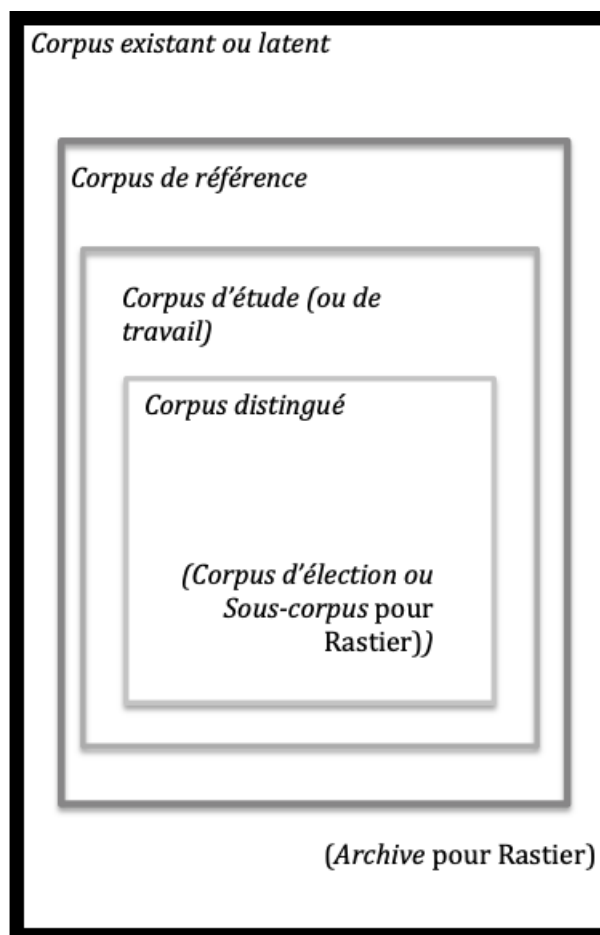 Corpus existant ou latent
Corpus de référence
Corpus d’étude (ou de
travail)
Corpus distingué
(Corpus d’élection ou
Sous-corpus pour
Rastier))
(Archive pour Rastier)